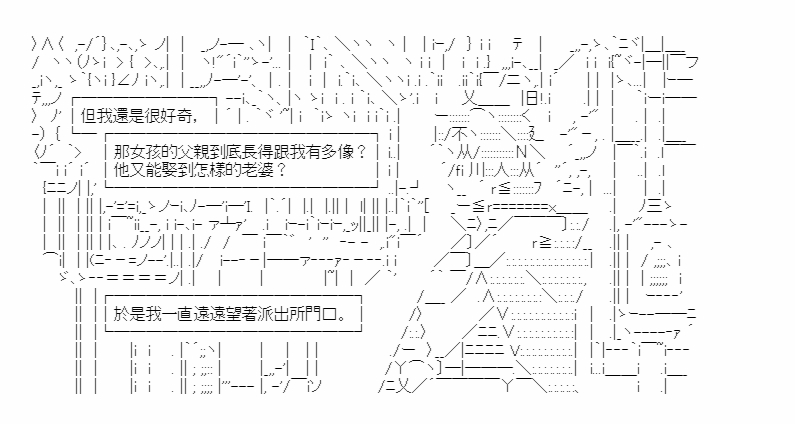 但我還是很好奇，
那女孩的父親到底長得跟我有多像？
他又能娶到怎樣的老婆？
於是我一直遠遠望著派出所門口。